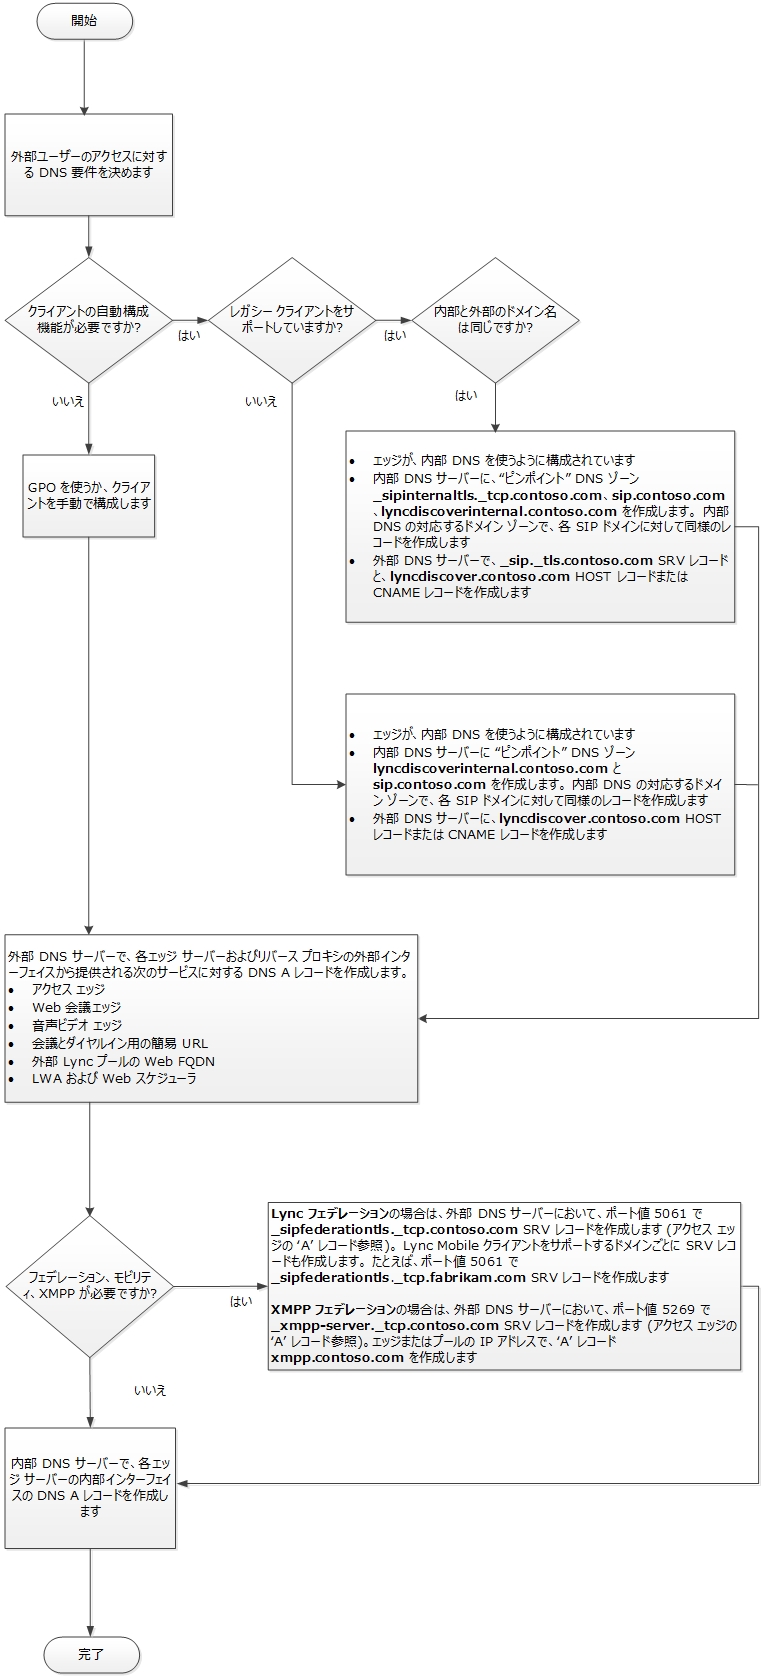 開始
外部ユーザーのアクセスに対す
る DNS 要件を決めます
クライアントの自動構成
機能が必要ですか?
はい
レガシー クライアントをサ
ポートしていますか?
はい
内部と外部のドメイン名
は同じですか?
いいえ
いいえ
はい
GPO を使うか、クライア
ントを手動で構成します
• エッジが、内部 DNS を使うように構成されています
• 内部 DNS サーバーに、“ピンポイント” DNS ゾーン
_sipinternaltls._tcp.contoso.com、sip.contoso.com
、lyncdiscoverinternal.contoso.com を作成します。内部
DNS の対応するドメイン ゾーンで、各 SIP ドメインに対して同様のレ
コードを作成します
• 外部 DNS サーバーで、_sip._tls.contoso.com SRV レコード
と、lyncdiscover.contoso.com HOST レコードまたは
CNAME レコードを作成します
• エッジが、内部 DNS を使うように構成されています
• 内部 DNS サーバーに “ピンポイント” DNS ゾーン
lyncdiscoverinternal.contoso.com と
sip.contoso.com を作成します。内部 DNS の対応するドメイ
ン ゾーンで、各 SIP ドメインに対して同様のレコードを作成します
• 外部 DNS サーバーに、lyncdiscover.contoso.com HOST
レコードまたは CNAME レコードを作成します
外部 DNS サーバーで、各エッジ サーバーおよびリバース プロキシの外部インタ
ーフェイスから提供される次のサービスに対する DNS A レコードを作成します。
• アクセス エッジ
• Web 会議エッジ
• 音声ビデオ エッジ
• 会議とダイヤルイン用の簡易 URL
• 外部 Lync プールの Web FQDN
• LWA および Web スケジューラ
フェデレーション、モビリテ
ィ、XMPP が必要ですか?
はい
Lync フェデレーションの場合は、外部 DNS サーバーにおいて、ポート値 5061 で
_sipfederationtls._tcp.contoso.com SRV レコードを作成します (アクセス エッ
ジの ‘A’ レコード参照)。Lync Mobile クライアントをサポートするドメインごとに SRV レコ
ードも作成します。たとえば、ポート値 5061 で
_sipfederationtls._tcp.fabrikam.com SRV レコードを作成します
XMPP フェデレーションの場合は、外部 DNS サーバーにおいて、ポート値 5269 で
_xmpp-server._tcp.contoso.com SRV レコードを作成します (アクセス エッジの
‘A’ レコード参照)。エッジまたはプールの IP アドレスで、‘A’ レコード
xmpp.contoso.com を作成します
いいえ
内部 DNS サーバーで、各エッ
ジ サーバーの内部インターフェイ
スの DNS A レコードを作成し
ます
完了